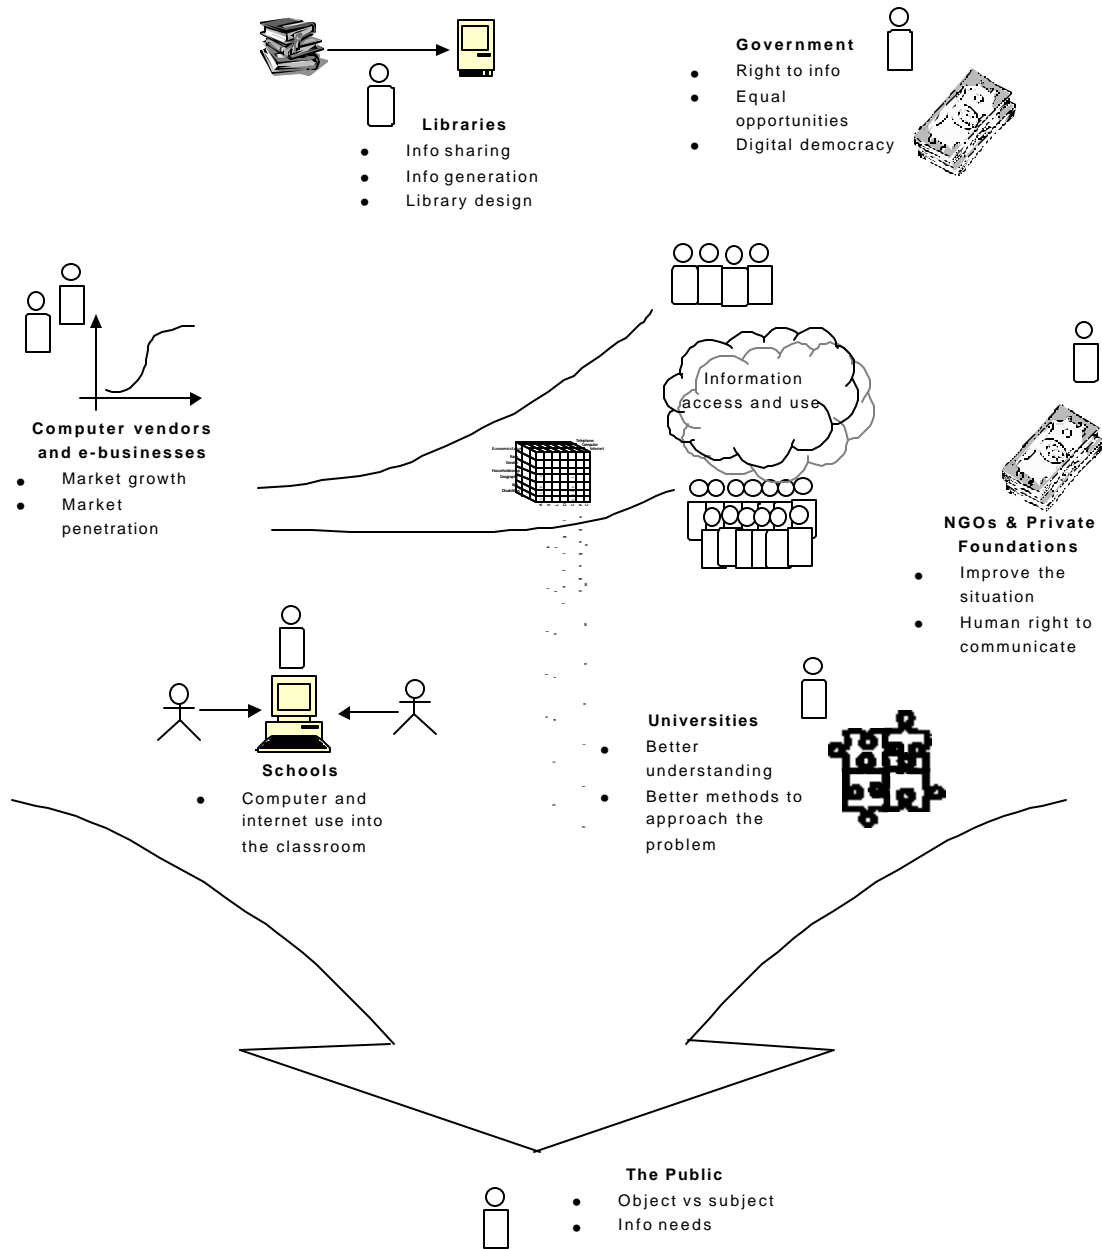 Government
Right to info
Equal
opportunities
Digital democracy
Libraries
Info sharing
Info generation
Library design
Information
access and use
Computer vendors
and e-businesses
Market growth
Market
penetration
Telephone
Computer
Internet
NGOs & Private
Foundations
Improve the
situation
Human right to
communicate
Schools
Computer and
internet use into
the classroom
Universities
Better
understanding
Better methods to
approach the
problem
The Public
Object vs subject
Info needs